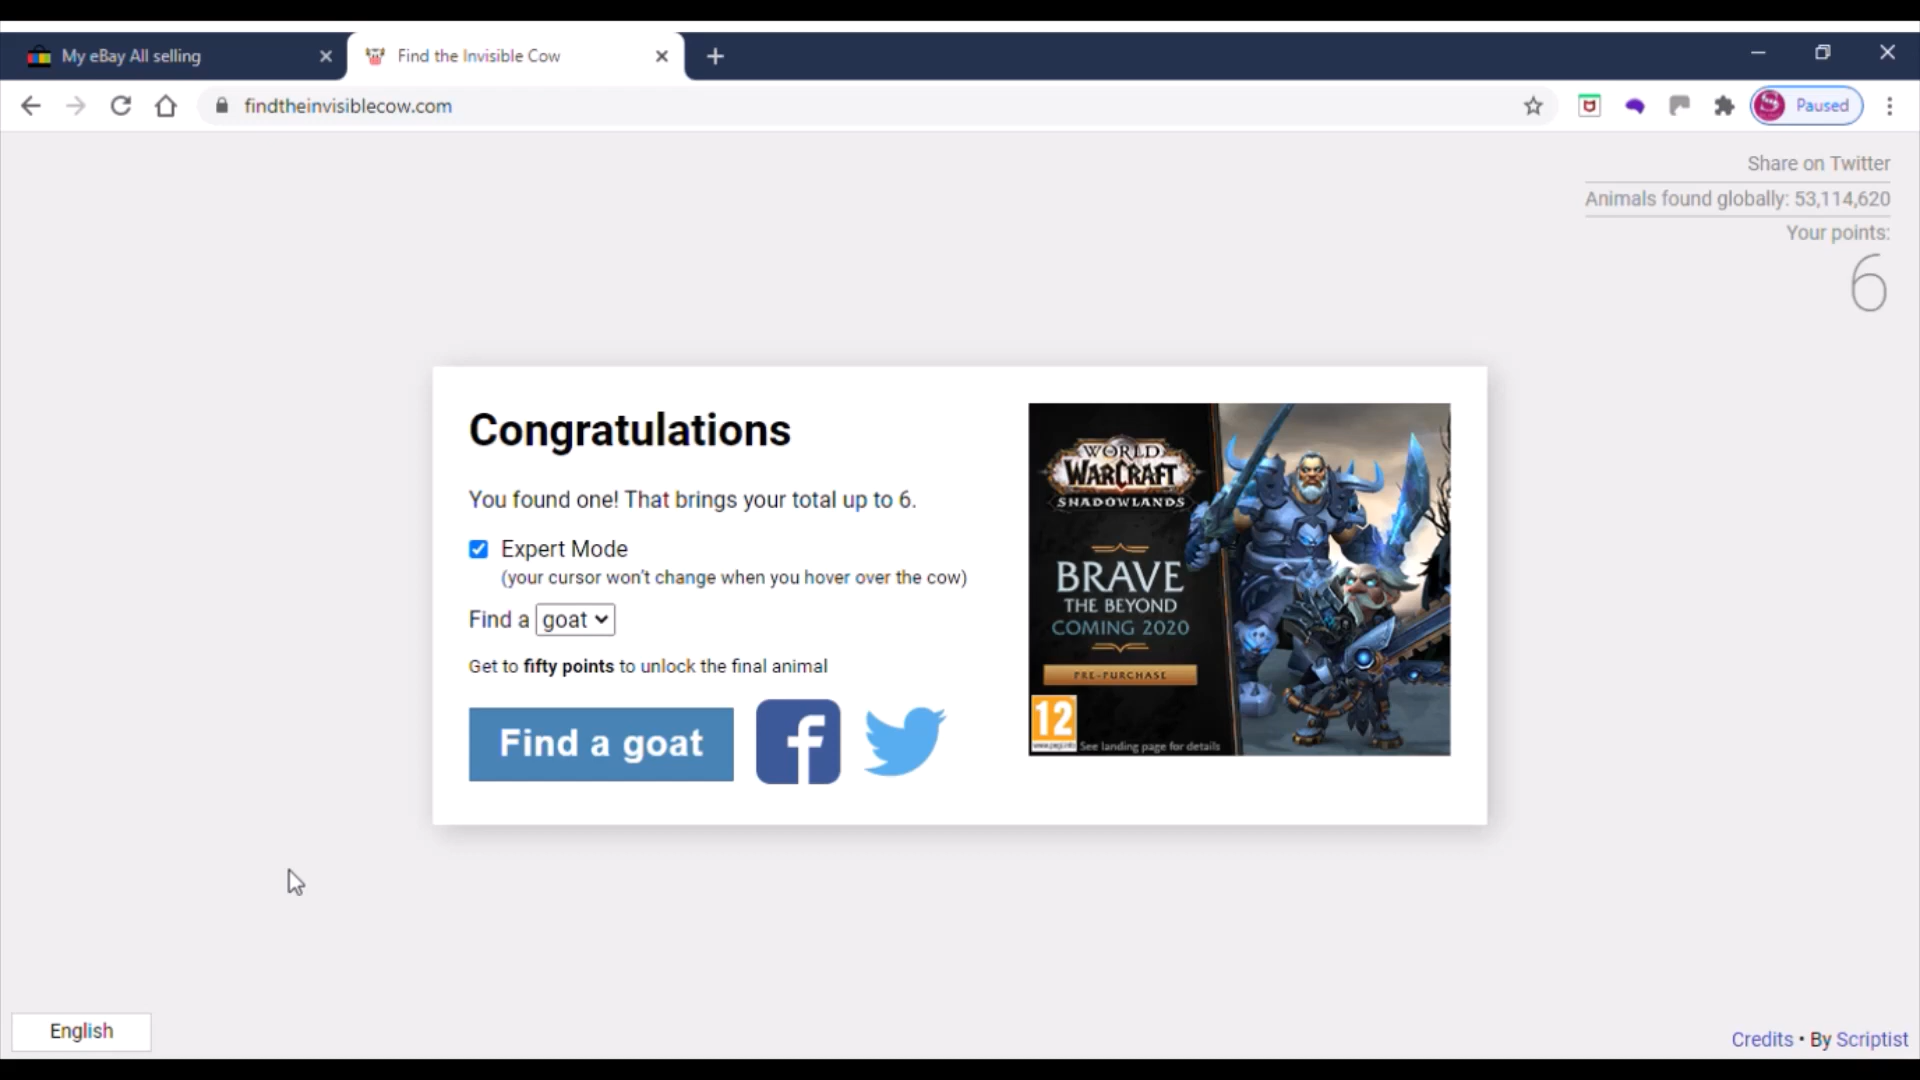 My eBay All selling
Find the Invisible Cow
findtheinvisiblecow.com
Paused
Share on Twitter
Animals found globally: 53,114,620
Your points:
6
Congratulations
You found one! That brings your total up to 6.
Expert Mode
(your cursor won't change when you hover over the cow)
Find a goat
Get to fifty points to unlock the final animal
Find a goat
WORLD
WARCRAFT
SHADOWLANDS
BRAVE
THE BEYOND
COMING 2020
PRE-PURCHASE
12
See landing page for details
English
Credits • By Scriptist